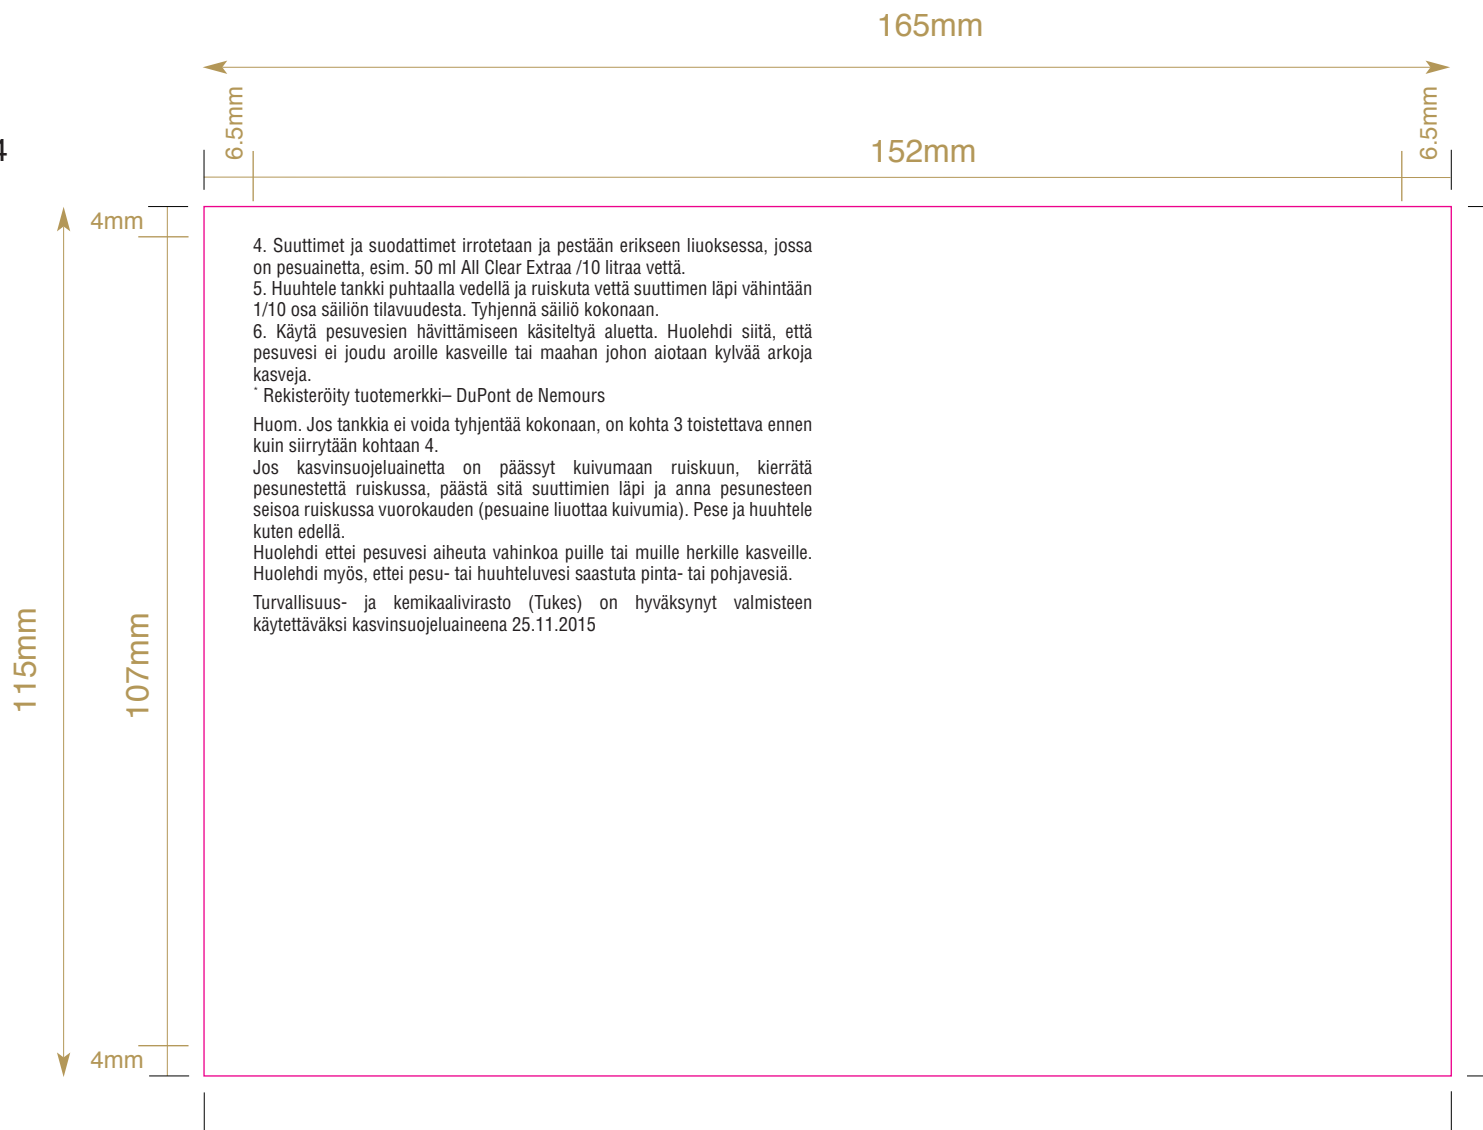 165mm
6.5mm
152mm
6.5mm
4
4mm
4. Suuttimet ja suodattimet irrotetaan ja pestään erikseen liuoksessa, jossa
on pesuainetta, esim. 50 ml All Clear Extraa /10 litraa vettä.
5. Huuhtele tankki puhtaalla vedellä ja ruiskuta vettä suuttimen läpi vähintään
1/10 osa säiliön tilavuudesta. Tyhjennä säiliö kokonaan.
6. Käytä pesuvesien hävittämiseen käsiteltyä aluetta. Huolehdi siitä, että
pesuvesi ei joudu aroille kasveille tai maahan johon aiotaan kylvää arkoja
kasveja.
* Rekisteröity tuotemerkki– DuPont de Nemours
Huom. Jos tankkia ei voida tyhjentää kokonaan, on kohta 3 toistettava ennen
kuin siirrytään kohtaan 4.
Jos kasvinsuojeluainetta on päässyt kuivumaan ruiskuun, kierrätä
pesunestettä ruiskussa, päästä sitä suuttimien läpi ja anna pesunesteen
seisoa ruiskussa vuorokauden (pesuaine liuottaa kuivumia). Pese ja huuhtele
kuten edellä.
Huolehdi ettei pesuvesi aiheuta vahinkoa puille tai muille herkille kasveille.
Huolehdi myös, ettei pesu- tai huuhteluvesi saastuta pinta- tai pohjavesiä.
Turvallisuus- ja kemikaalivirasto (Tukes) on hyväksynyt valmisteen
käytettäväksi kasvinsuojeluaineena 25.11.2015
115mm
107mm
4mm